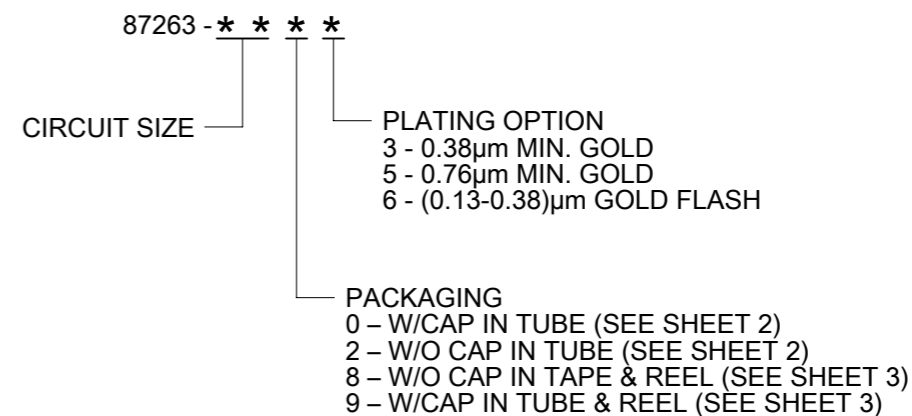 87263 - * * * *
CIRCUIT SIZE
PLATING OPTION
3 - 0.38µm MIN. GOLD
5 - 0.76µm MIN. GOLD
6 - (0.13-0.38)µm GOLD FLASH
PACKAGING
0 – W/CAP IN TUBE (SEE SHEET 2)
2 – W/O CAP IN TUBE (SEE SHEET 2)
8 – W/O CAP IN TAPE & REEL (SEE SHEET 3)
9 – W/CAP IN TUBE & REEL (SEE SHEET 3)